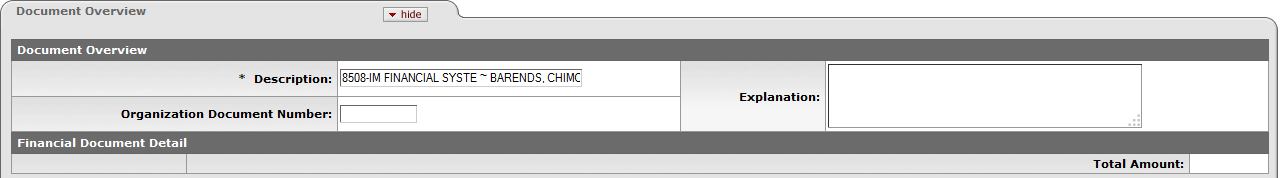 Document Overview
hide
Document Overview
* Description: 8508-IM FINANCIAL SYSTE ~ BARENDS, CHIMO
Explanation:
Organization Document Number:
Financial Document Detail
Total Amount: